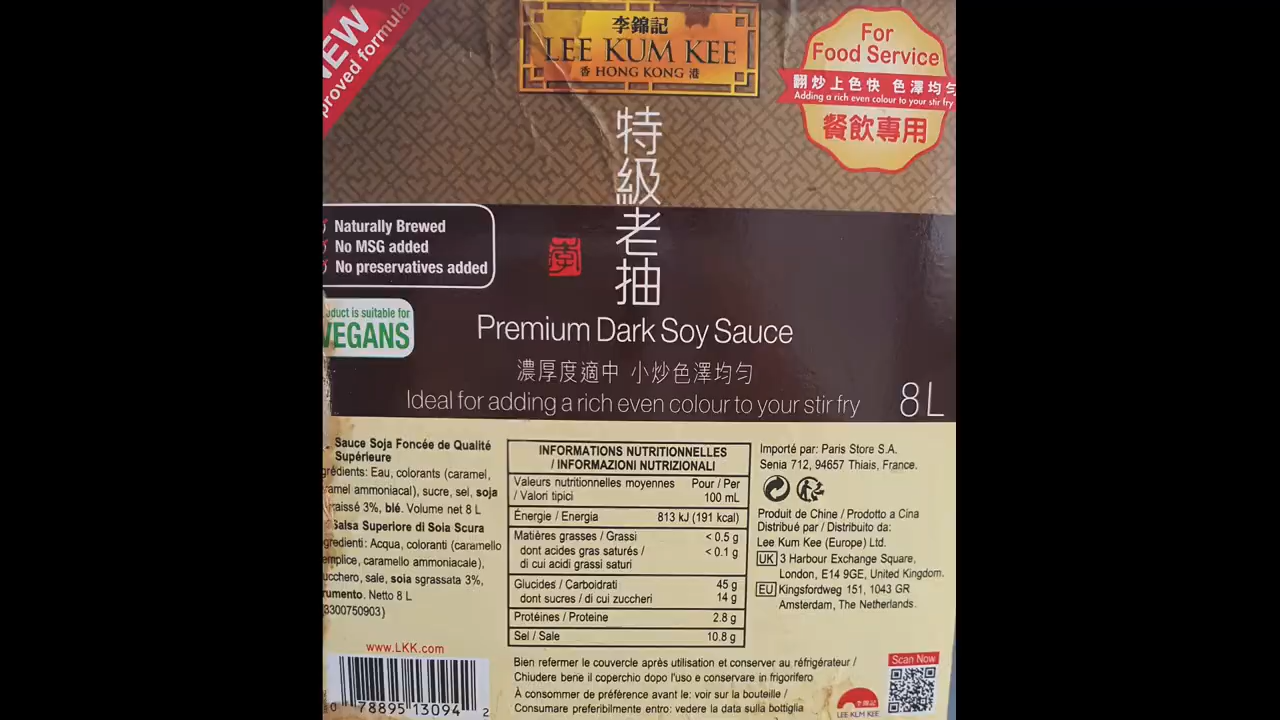 NEW
proved formula
李錦記
LEE KUM KEE
香 HONG KONG 港
For
Food Service
翻炒上色快 色澤均勻
Adding a rich even colour to your stir fry
餐飲專用
特級老抽
李
Naturally Brewed
No MSG added
No preservatives added
duct is suitable for
VEGANS
Premium Dark Soy Sauce
濃厚度適中 小炒色澤均勻
Ideal for adding a rich even colour to your stir fry
8L
Sauce Soja Foncée de Qualité
Supérieure
grédients: Eau, colorants (caramel,
ramel ammoniacal), sucre, sel, soja
raissé 3%, blé. Volume net 8 L
Salsa Superiore di Soia Scura
gredienti: Acqua, coloranti (caramello
emplice, caramello ammoniacale),
ucchero, sale, soia sgrassata 3%,
rumento. Netto 8 L
3300750903)
www.LKK.com
0 78895 13094 2
INFORMATIONS NUTRITIONNELLES
/ INFORMAZIONI NUTRIZIONALI
Valeurs nutritionnelles moyennes Pour / Per
/ Valori tipici 100 mL
Énergie / Energia 813 kJ (191 kcal)
Matières grasses / Grassi < 0.5 g
dont acides gras saturés / < 0.1 g
di cui acidi grassi saturi
Glucides / Carboidrati 45 g
dont sucres / di cui zuccheri 14 g
Protéines / Proteine 2.8 g
Sel / Sale 10.8 g
Bien refermer le couvercle après utilisation et conserver au réfrigérateur /
Chiudere bene il coperchio dopo l'uso e conservare in frigorifero
À consommer de préférence avant le: voir sur la bouteille /
Consumare preferibilmente entro: vedere la data sulla bottiglia
Importé par: Paris Store S.A.
Senia 712, 94657 Thiais, France.
Produit de Chine / Prodotto a Cina
Distribué par / Distribuito da:
Lee Kum Kee (Europe) Ltd.
UK 3 Harbour Exchange Square,
London, E14 9GE, United Kingdom.
EU Kingsfordweg 151, 1043 GR
Amsterdam, The Netherlands.
Scan Now
李錦記
LEE KUM KEE